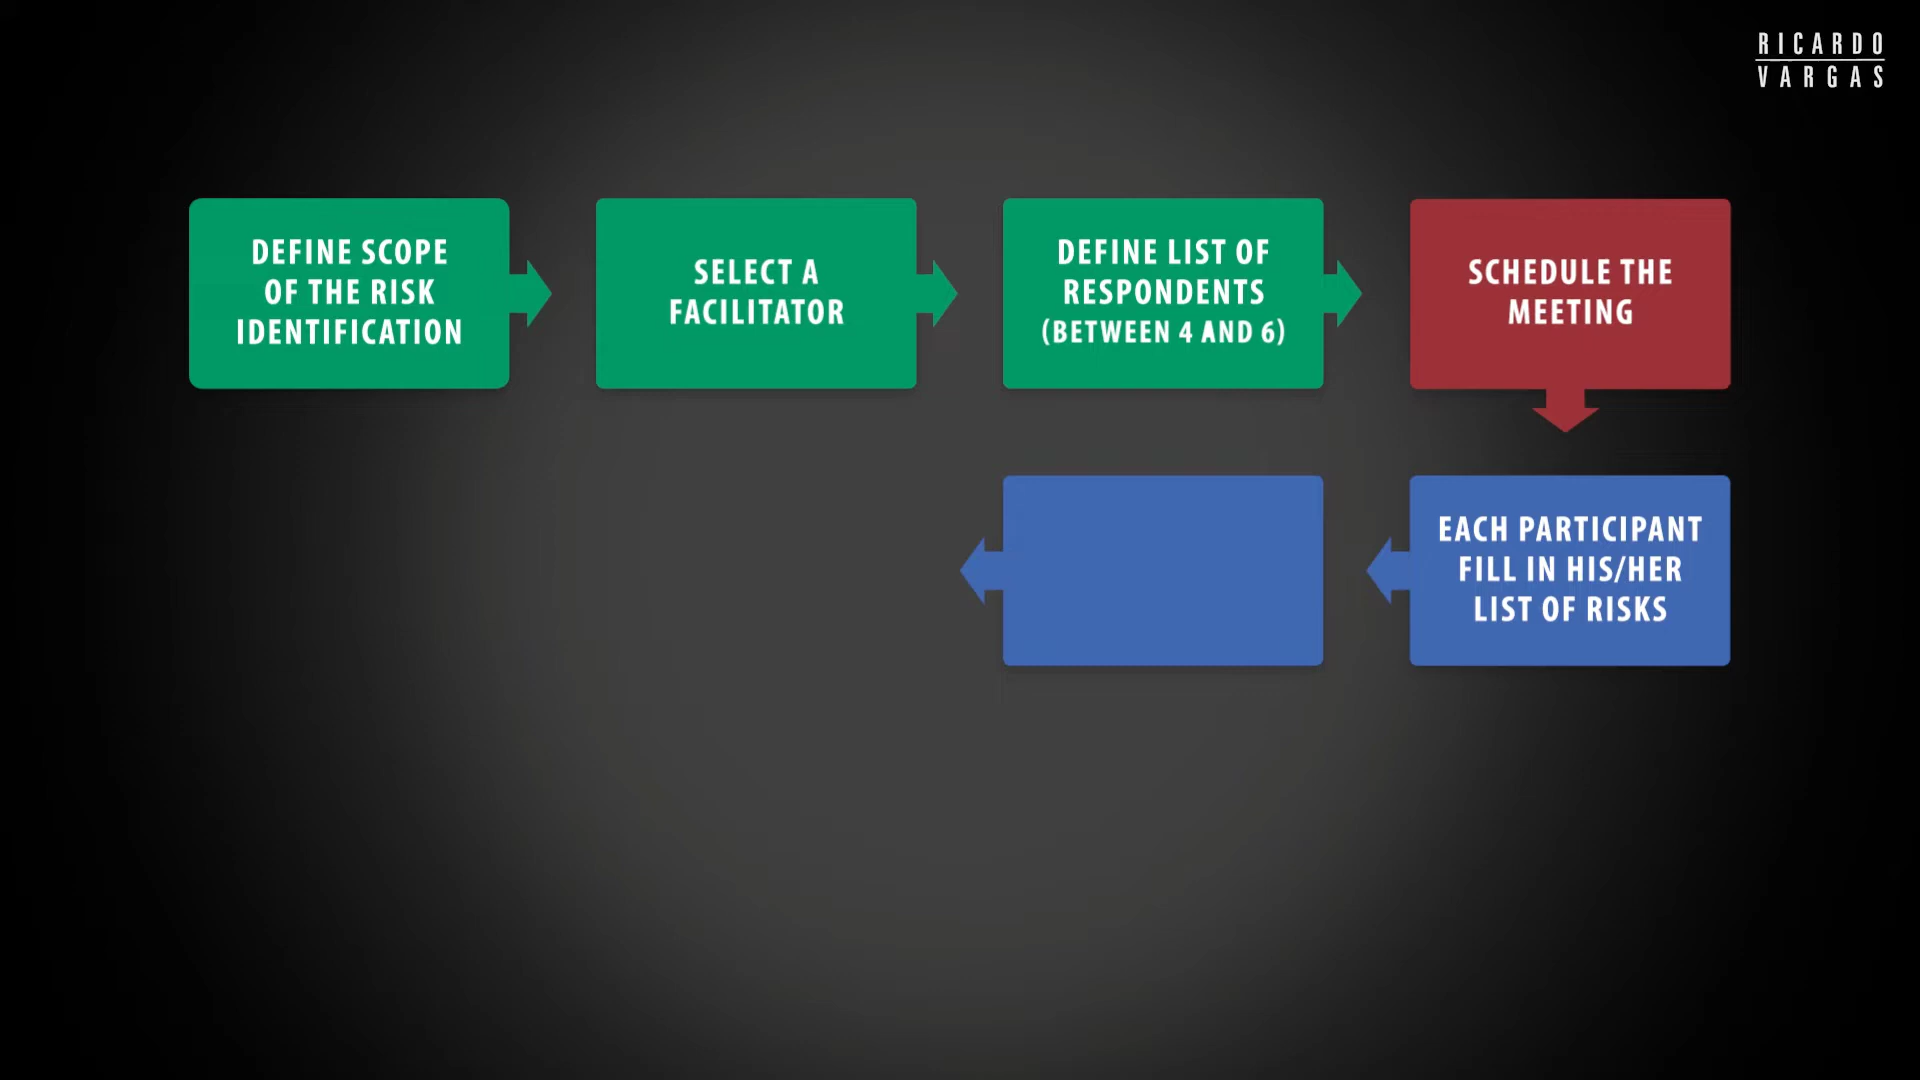 RICARDO
VARGAS
DEFINE SCOPE
OF THE RISK
IDENTIFICATION
SELECT A
FACILITATOR
DEFINE LIST OF
RESPONDENTS
(BETWEEN 4 AND 6)
SCHEDULE THE
MEETING
EACH PARTICIPANT
FILL IN HIS/HER
LIST OF RISKS